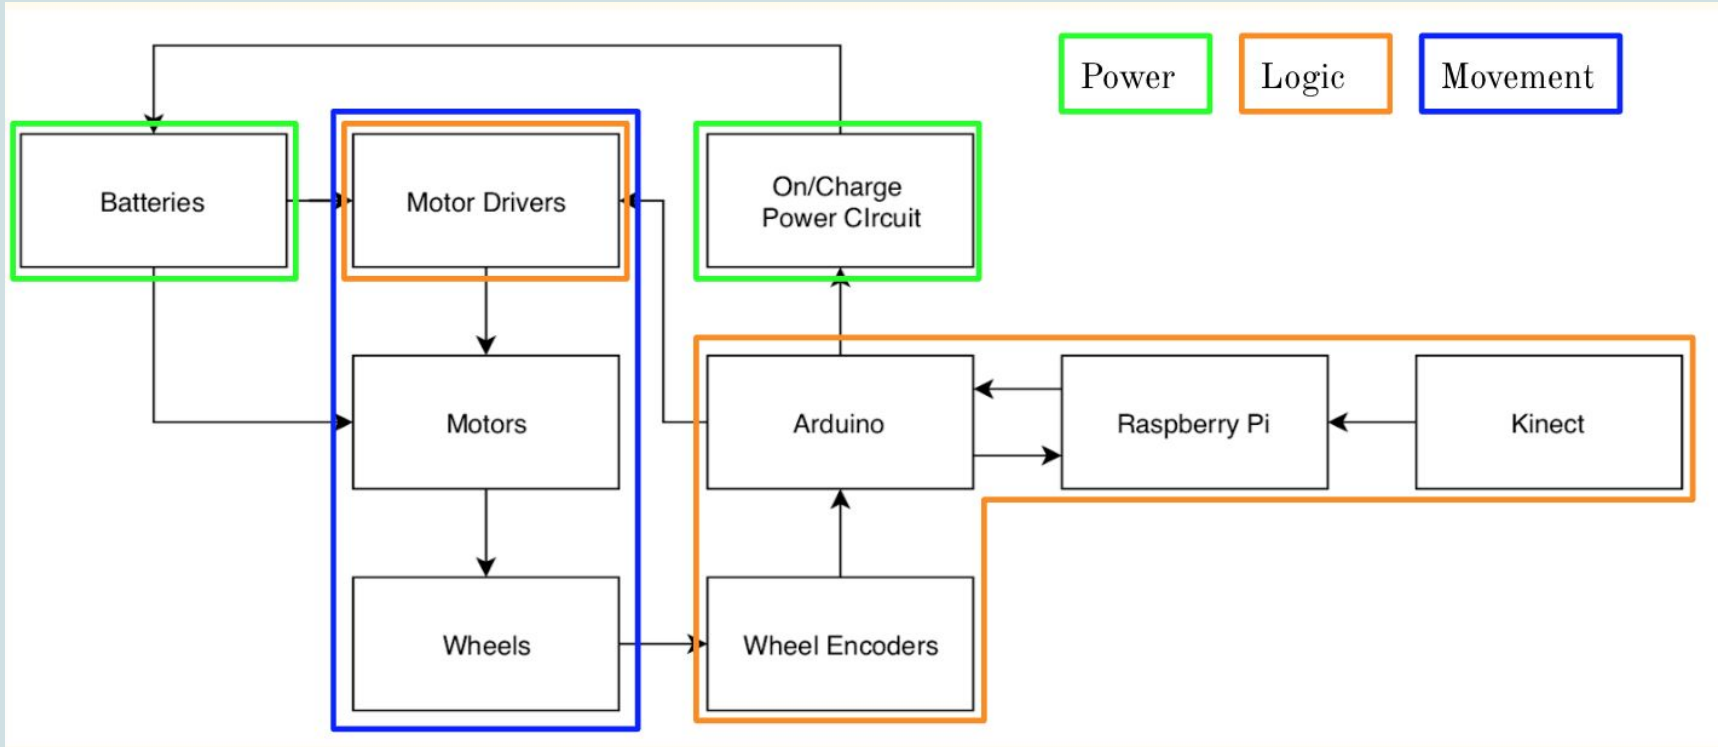 Power
Logic
Movement
Batteries
Motor Drivers
On/Charge
Power CIrcuit
Motors
Arduino
Raspberry Pi
Kinect
Wheels
Wheel Encoders